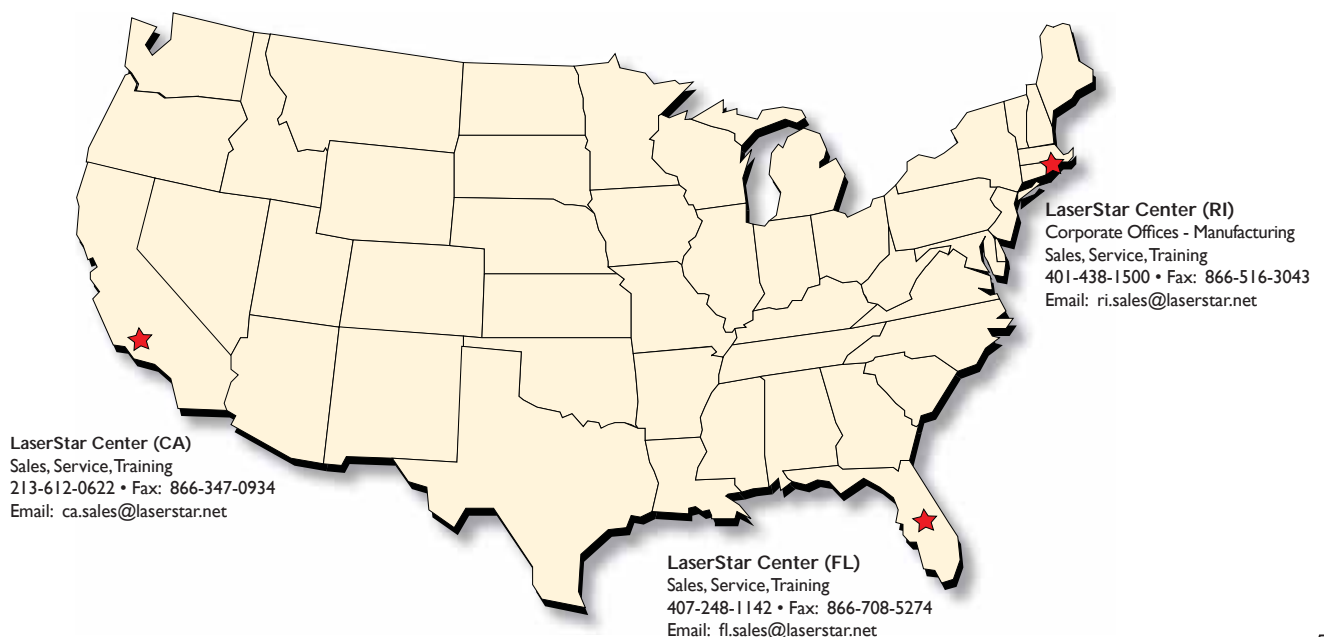 LaserStar Center (RI)
Corporate Offices - Manufacturing
Sales, Service, Training
401-438-1500 • Fax: 866-516-3043
Email: ri.sales@laserstar.net
LaserStar Center (CA)
Sales, Service, Training
213-612-0622 • Fax: 866-347-0934
Email: ca.sales@laserstar.net
LaserStar Center (FL)
Sales, Service, Training
407-248-1142 • Fax: 866-708-5274
Email: fl.sales@laserstar.net